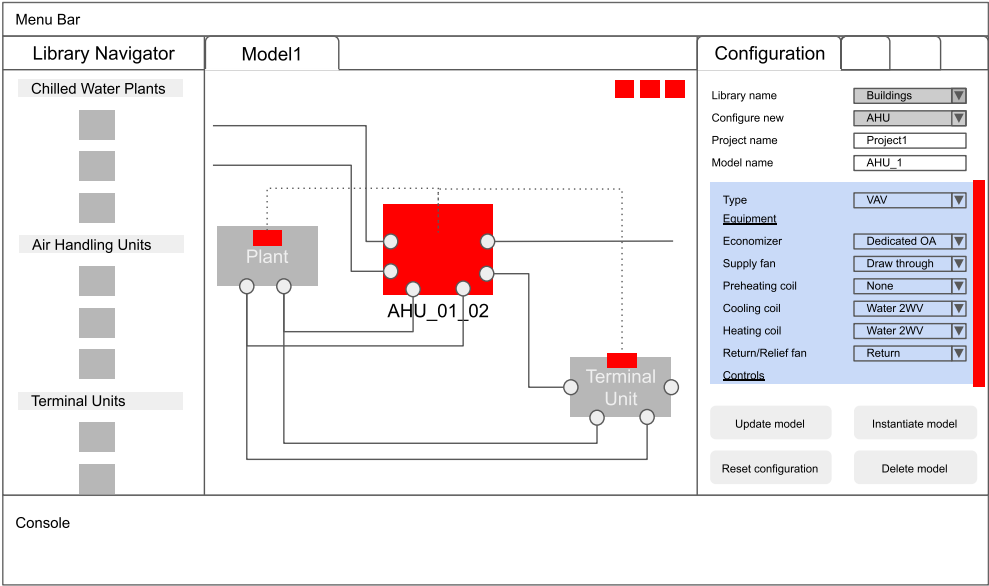 Menu Bar
Library Navigator
Model1
Configuration
Chilled Water Plants
Air Handling Units
Terminal Units
Plant
AHU_01_02
Terminal
Unit
Library name Buildings
Configure new AHU
Project name Project1
Model name AHU_1
Type VAV
Equipment
Economizer Dedicated OA
Supply fan Draw through
Preheating coil None
Cooling coil Water 2WV
Heating coil Water 2WV
Return/Relief fan Return
Controls
Update model
Instantiate model
Reset configuration
Delete model
Console